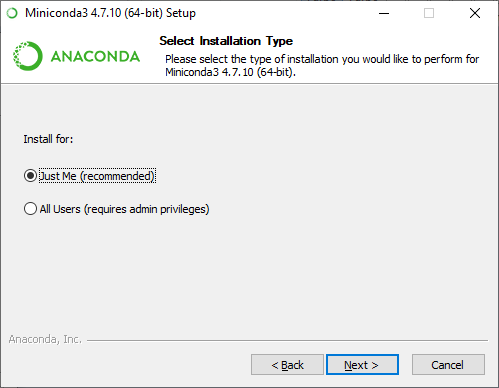 Miniconda3 4.7.10 (64-bit) Setup
ANACONDA
Select Installation Type
Please select the type of installation you would like to perform for
Miniconda3 4.7.10 (64-bit).
Install for:
Just Me (recommended)
All Users (requires admin privileges)
Anaconda, Inc.
< Back
Next >
Cancel